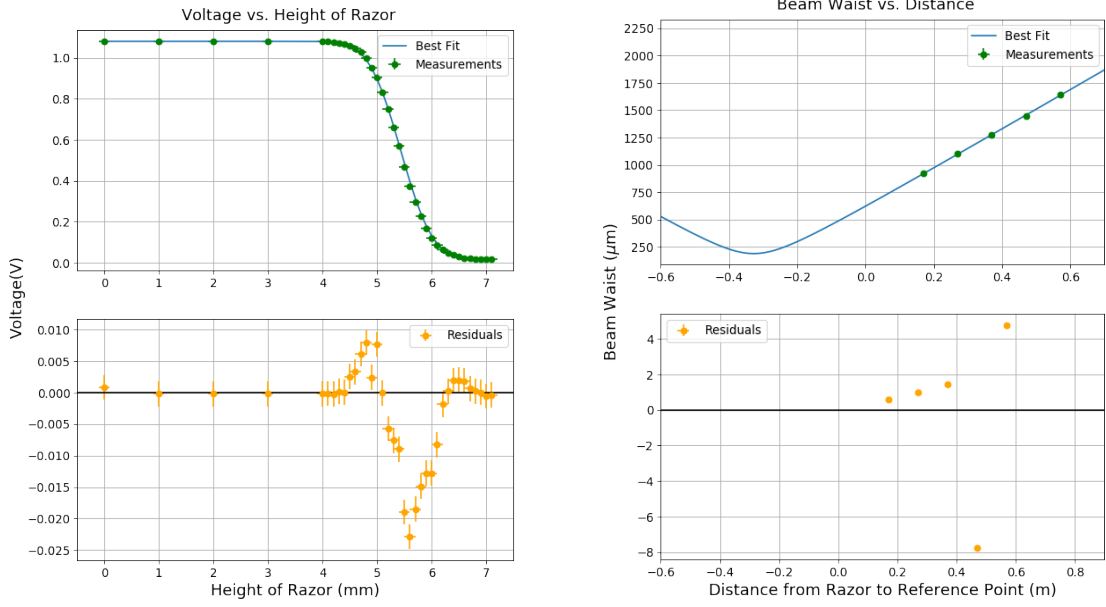 Voltage vs. Height of Razor
Best Fit
Measurements
1.0
0.8
0.6
0.4
0.2
0.0
0 1 2 3 4 5 6 7
Voltage(V)
Residuals
0.010
0.005
0.000
−0.005
−0.010
−0.015
−0.020
−0.025
0 1 2 3 4 5 6 7
Height of Razor (mm)
Beam Waist vs. Distance
Best Fit
Measurements
2250
2000
1750
1500
1250
1000
750
500
250
−0.6 −0.4 −0.2 0.0 0.2 0.4 0.6
Beam Waist (μm)
Residuals
4
2
0
−2
−4
−6
−8
−0.6 −0.4 −0.2 0.0 0.2 0.4 0.6 0.8
Distance from Razor to Reference Point (m)